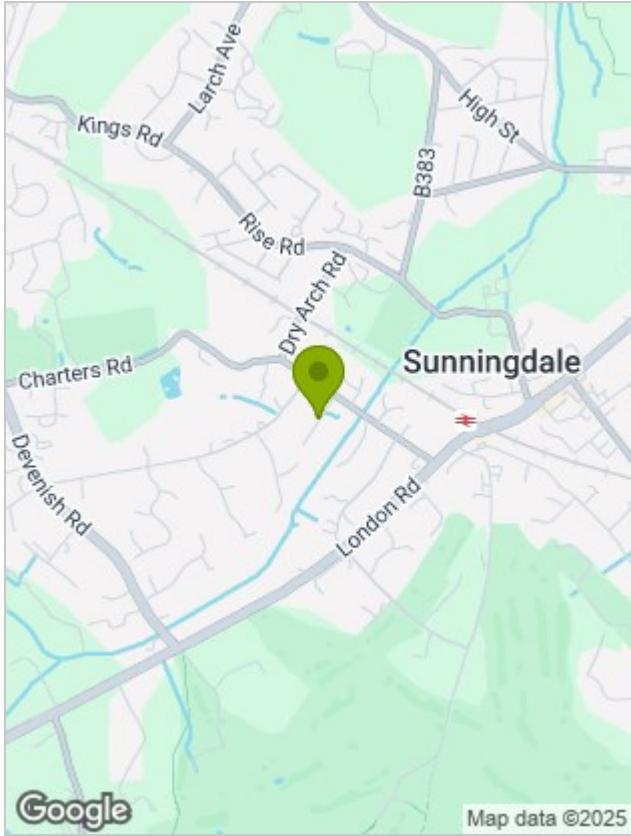 Larch Ave
Kings Rd
High St
B383
Rise Rd
Dry Arch Rd
Sunningdale
Charters Rd
Devenish Rd
London Rd
Google
Map data ©2025